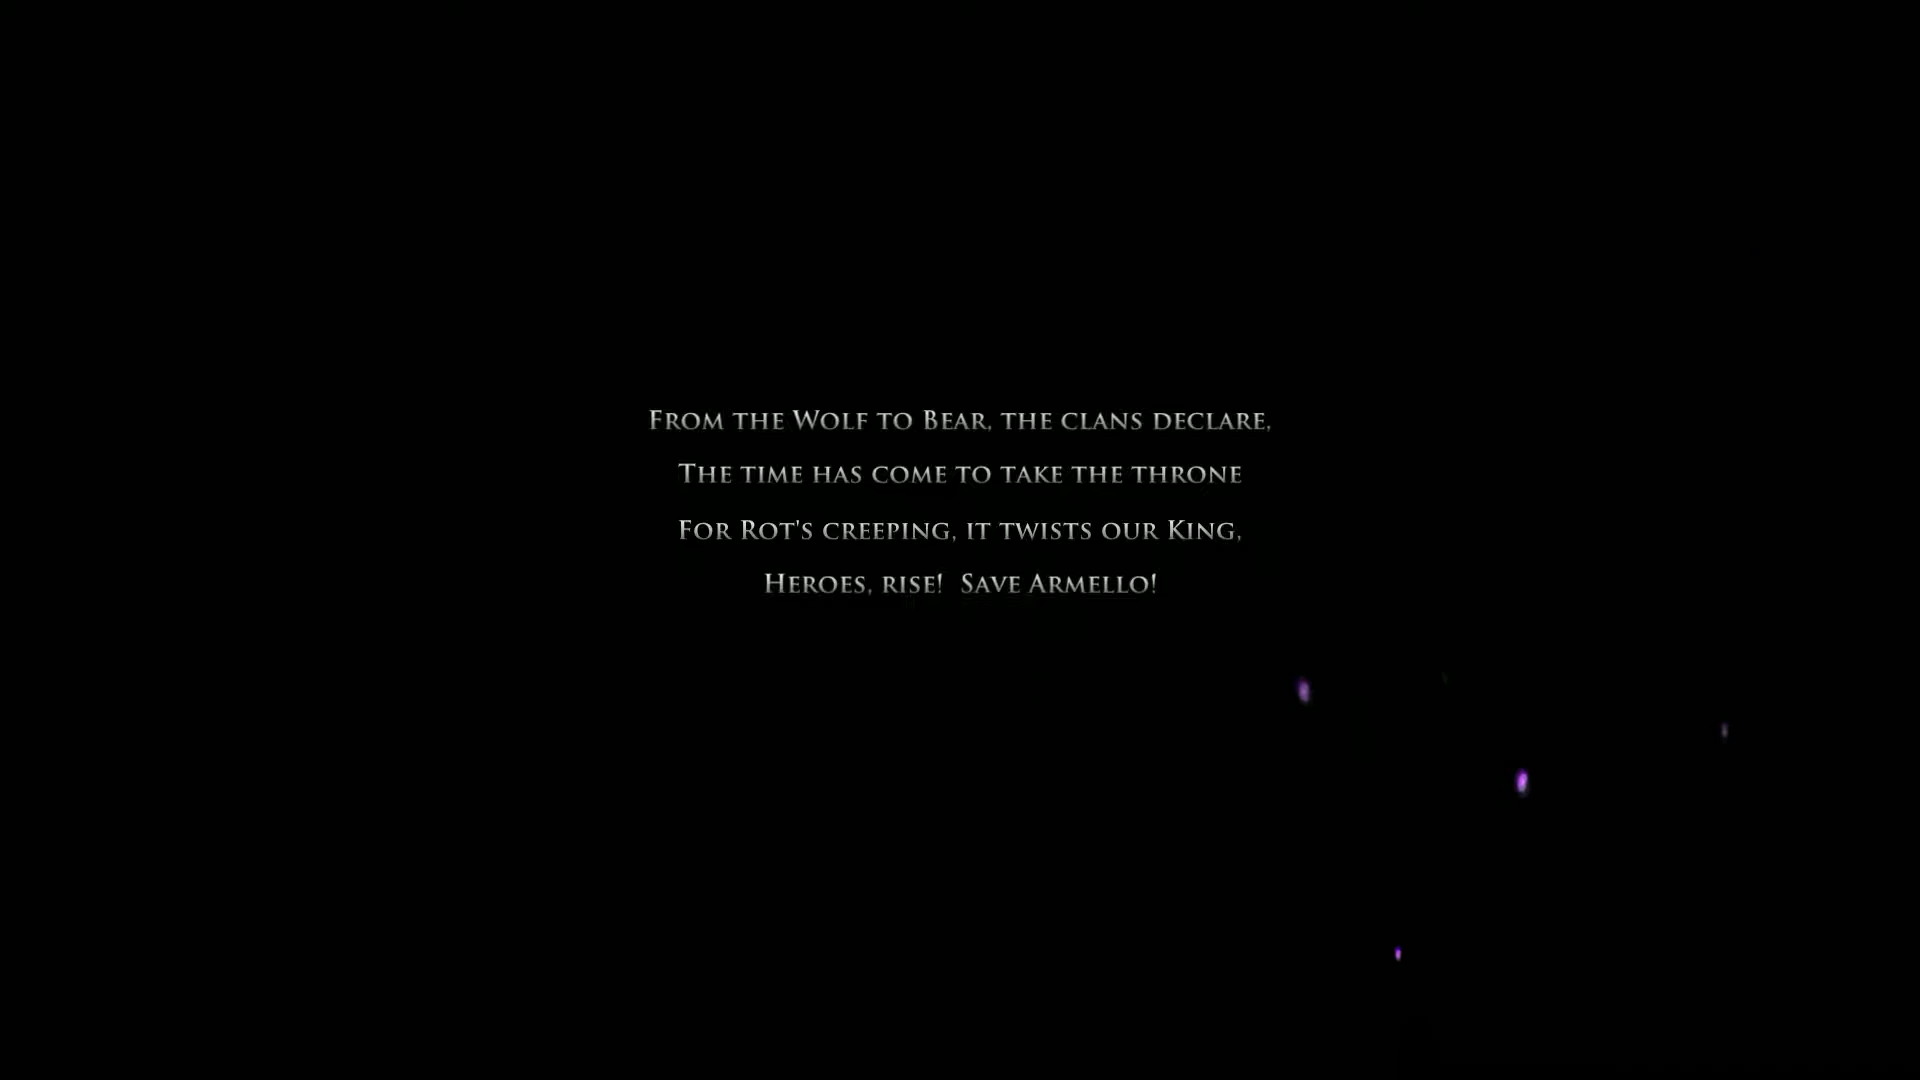 From the Wolf to Bear, the clans declare,
The time has come to take the throne
For Rot's creeping, it twists our King,
Heroes, rise!  Save Armello!